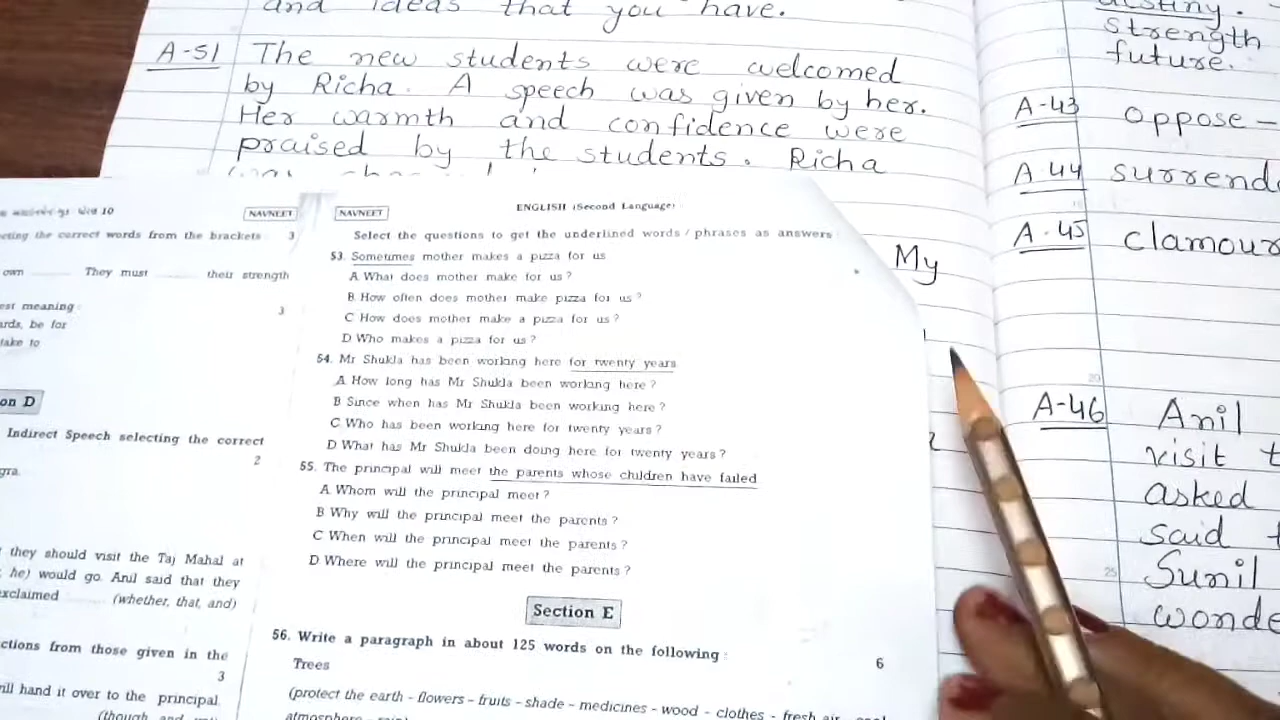 and ideas that you have.
A-51 The new students were welcomed
by Richa. A speech was given by her.
Her warmth and confidence were
praised by the students. Richa
My
destiny.
strength
future.
A-43 oppose -
A-44 surrende
A-45 clamour
A-46 Anil
visit t
asked
said t
Sunil
wonde
10
NAVNEET
cting the correct words from the brackets 3
own They must their strength
est meaning : 3
rds, be for
take to
on D
Indirect Speech selecting the correct
2
gra.
they should visit the Taj Mahal at
he) would go. Anil said that they
exclaimed (whether, that, and)
ctions from those given in the
3
ill hand it over to the principal.
(though, and
NAVNEET
ENGLISH (Second Language)
Select the questions to get the underlined words / phrases as answers
53. Sometimes mother makes a pizza for us
A What does mother make for us ?
B How often does mother make pizza for us ?
C How does mother make a pizza for us ?
D Who makes a pizza for us ?
54. Mr Shukla has been working here for twenty years
A How long has Mr Shukla been working here ?
B Since when has Mr Shukla been working here ?
C Who has been working here for twenty years ?
D What has Mr Shukla been doing here for twenty years ?
55. The principal will meet the parents whose children have failed
A Whom will the principal meet ?
B Why will the principal meet the parents ?
C When will the principal meet the parents ?
D Where will the principal meet the parents ?
Section E
56. Write a paragraph in about 125 words on the following :
6
Trees
(protect the earth - flowers - fruits - shade - medicines - wood - clothes - fresh air